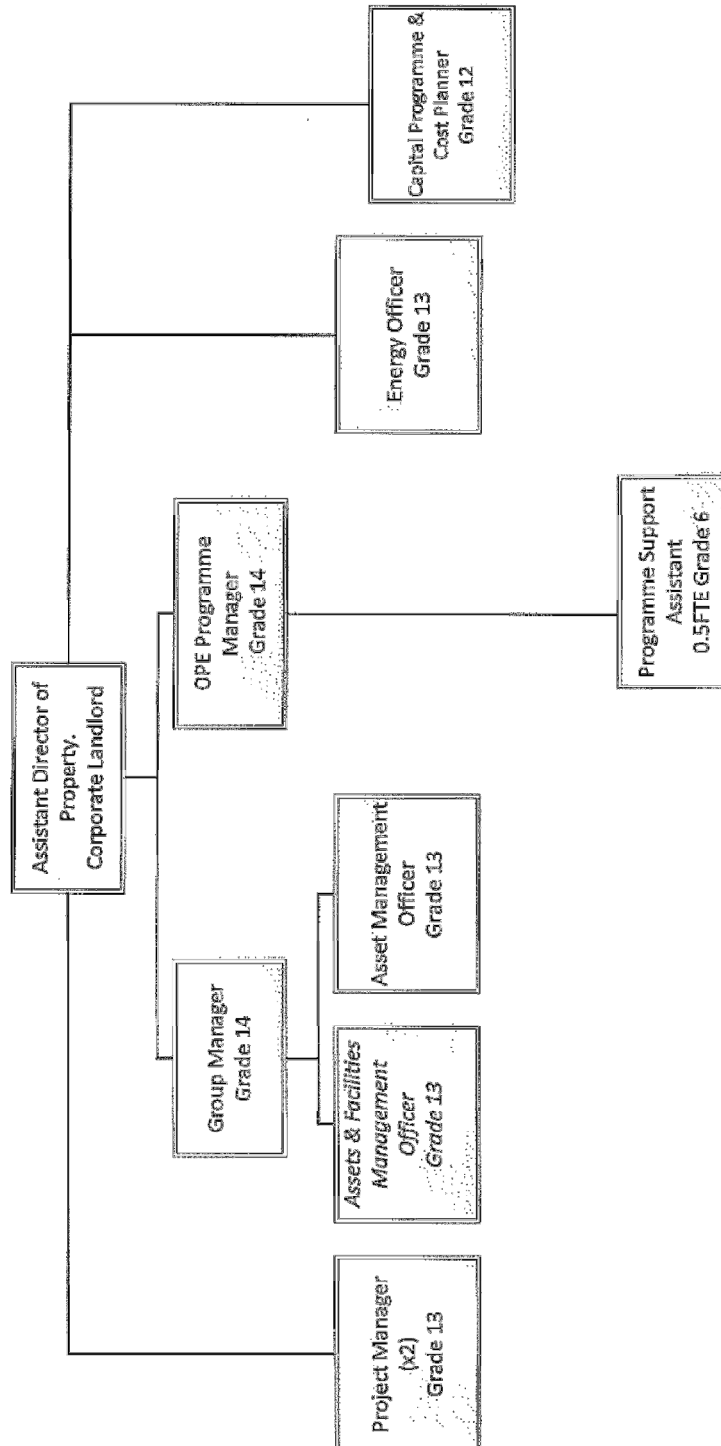 Assistant Director of
Property.
Corporate Landlord
Group Manager
Grade 14
OPE Programme
Manager
Grade 14
Project Manager
(x2)
Grade 13
Assets & Facilities
Management
Officer
Grade 13
Asset Management
Officer
Grade 13
Energy Officer
Grade 13
Capital Programme &
Cost Planner
Grade 12
Programme Support
Assistant
0.5FTE Grade 6